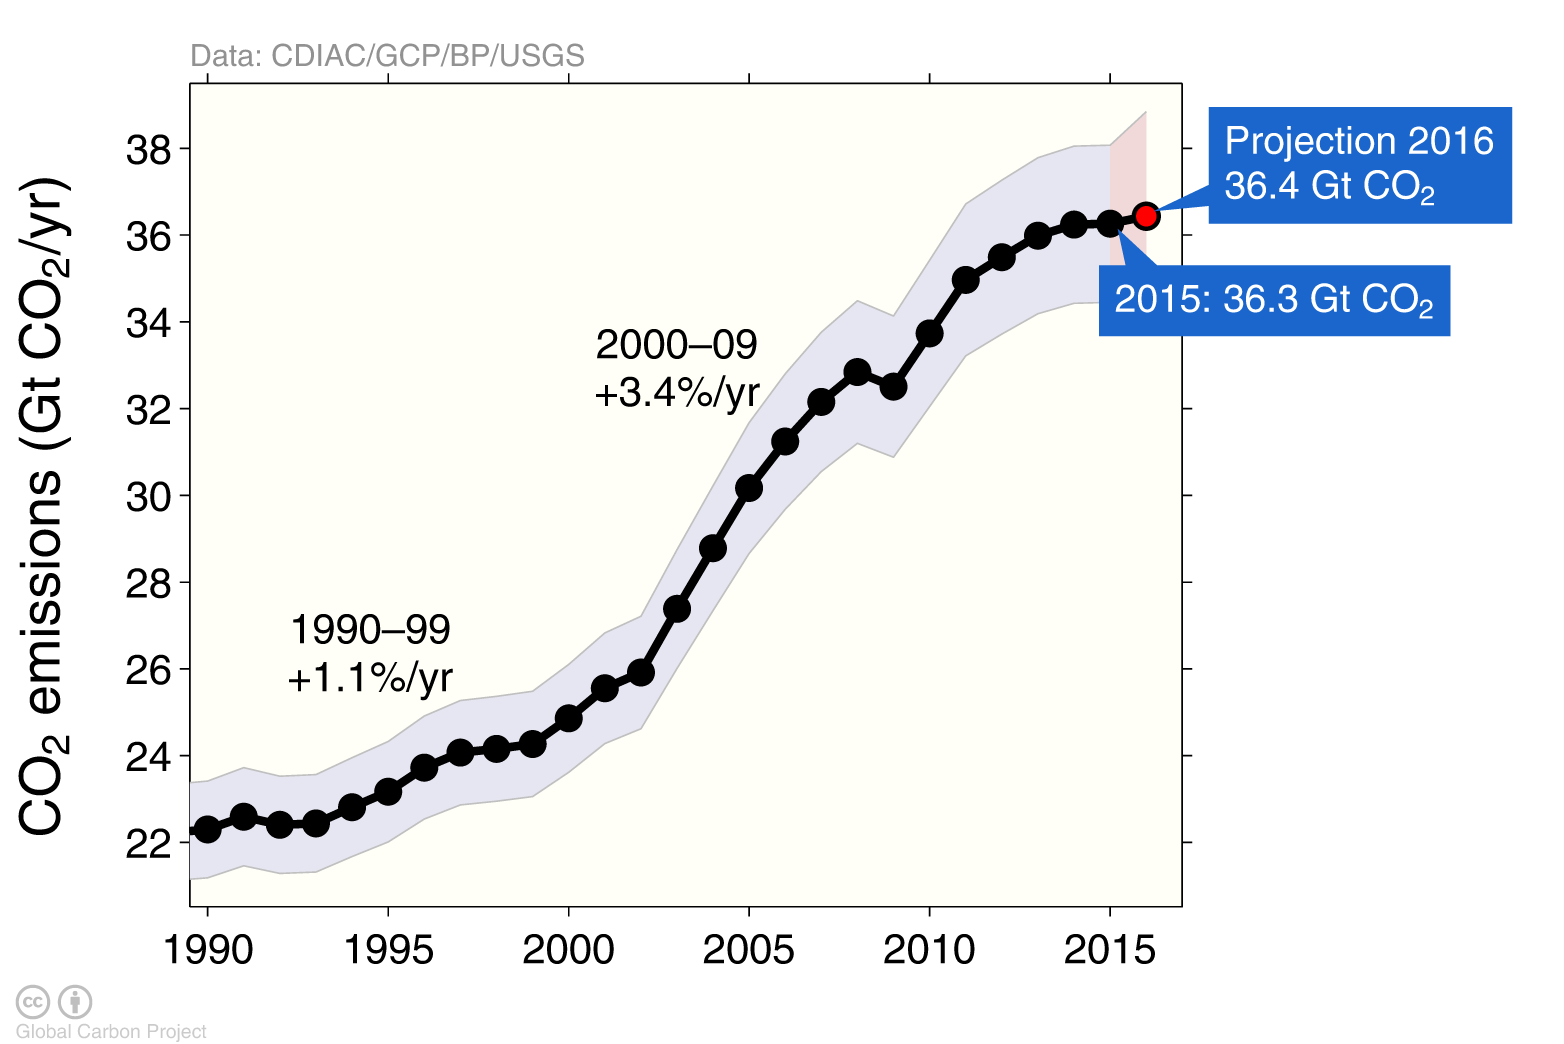 Data: CDIAC/GCP/BP/USGS
CO₂ emissions (Gt CO₂/yr)
38
36
34
32
30
28
26
24
22
1990
1995
2000
2005
2010
2015
1990–99
+1.1%/yr
2000–09
+3.4%/yr
Projection 2016
36.4 Gt CO₂
2015: 36.3 Gt CO₂
cc
Global Carbon Project